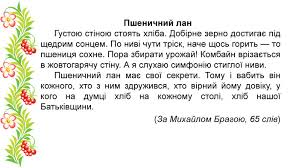 Пшеничний лан
Густою стіною стоять хліба. Добірне зерно достигає під
щедрим сонцем. По ниві чути тріск, наче щось горить — то
пшениця сохне. Пора збирати урожай! Комбайн врізається
в жовтогарячу стіну. А я слухаю симфонію стиглої ниви.
Пшеничний лан має свої секрети. Тому і вабить він
кожного, хто з ним здружився, хто вірний йому довіку, у
кого на думці хліб на кожному столі, хліб нашої
Батьківщини.
(За Михайлом Брагою, 65 слів)